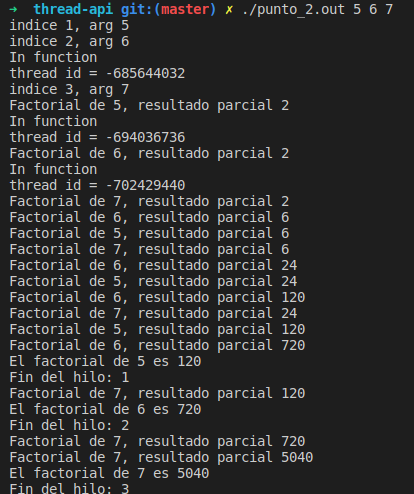 ➜  thread-api git:(master) ✗ ./punto_2.out 5 6 7
indice 1, arg 5
indice 2, arg 6
In function
thread id = -685644032
indice 3, arg 7
Factorial de 5, resultado parcial 2
In function
thread id = -694036736
Factorial de 6, resultado parcial 2
In function
thread id = -702429440
Factorial de 7, resultado parcial 2
Factorial de 6, resultado parcial 6
Factorial de 5, resultado parcial 6
Factorial de 7, resultado parcial 6
Factorial de 6, resultado parcial 24
Factorial de 5, resultado parcial 24
Factorial de 6, resultado parcial 120
Factorial de 7, resultado parcial 24
Factorial de 5, resultado parcial 120
Factorial de 6, resultado parcial 720
El factorial de 5 es 120
Fin del hilo: 1
Factorial de 7, resultado parcial 120
El factorial de 6 es 720
Fin del hilo: 2
Factorial de 7, resultado parcial 720
Factorial de 7, resultado parcial 5040
El factorial de 7 es 5040
Fin del hilo: 3